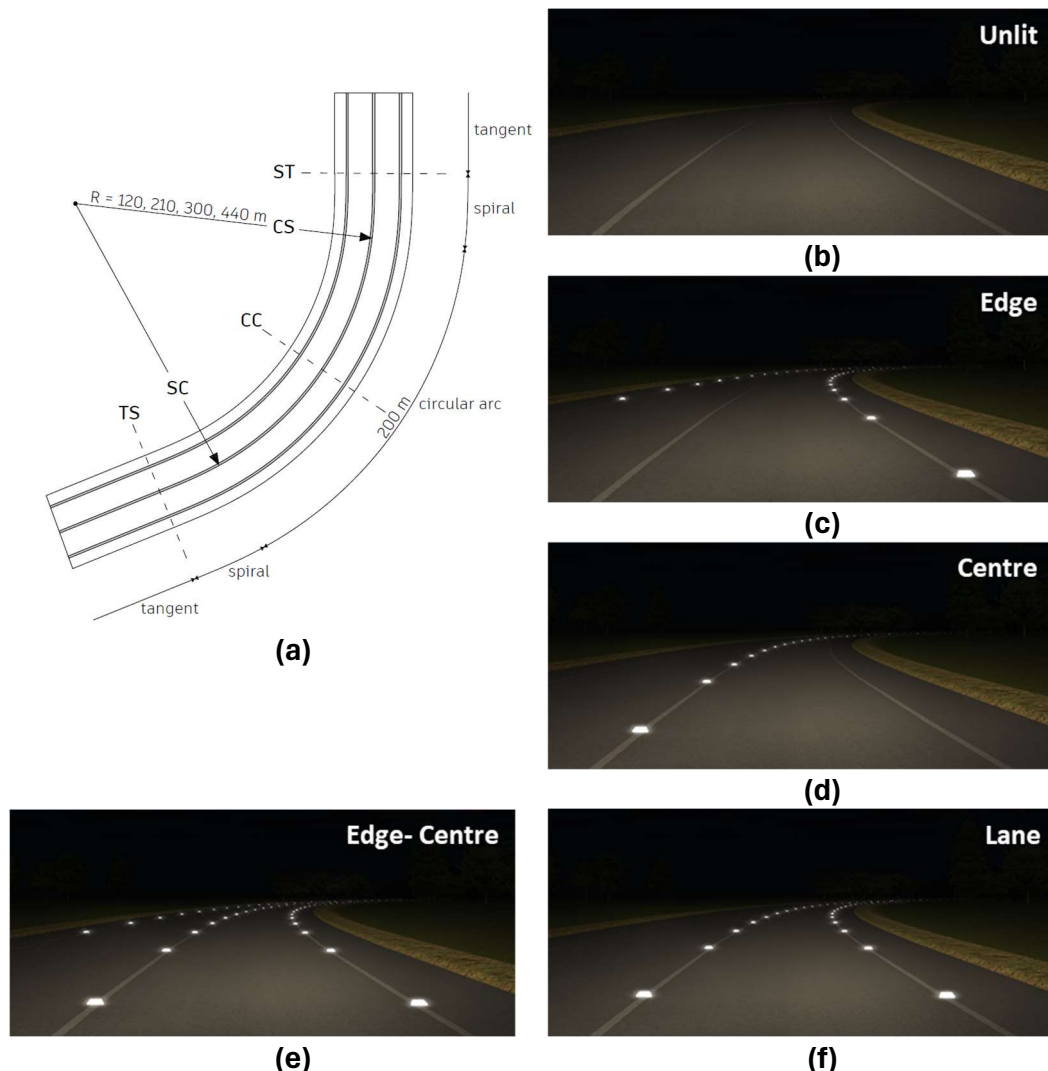 tangent
ST
spiral
R = 120, 210, 300, 440 m
CS
CC
SC
TS
circular arc
200 m
spiral
tangent
(a)
Unlit
(b)
Edge
(c)
Centre
(d)
Edge- Centre
(e)
Lane
(f)